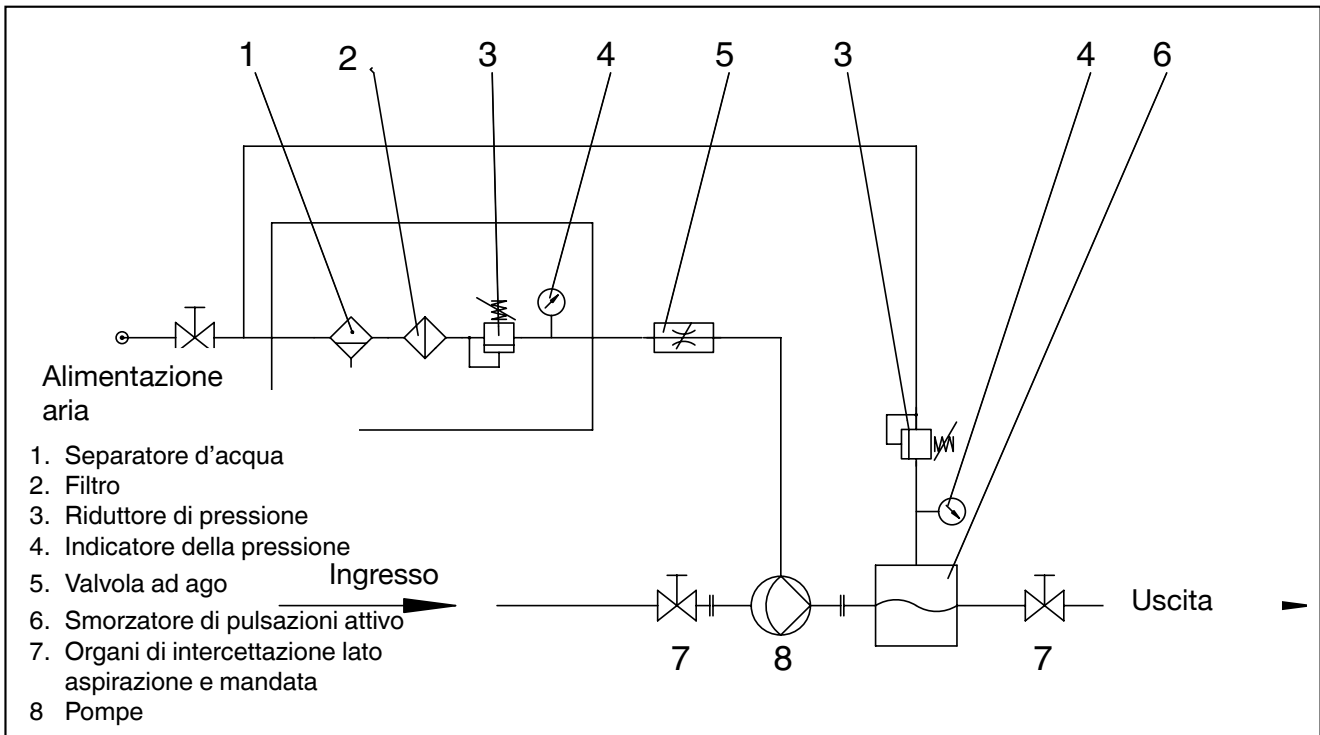 1 2 3 4 5 3 4 6
Alimentazione
aria
1. Separatore d'acqua
2. Filtro
3. Riduttore di pressione
4. Indicatore della pressione
5. Valvola ad ago
6. Smorzatore di pulsazioni attivo
7. Organi di intercettazione lato
aspirazione e mandata
8 Pompe
Ingresso
Uscita
7 8 7